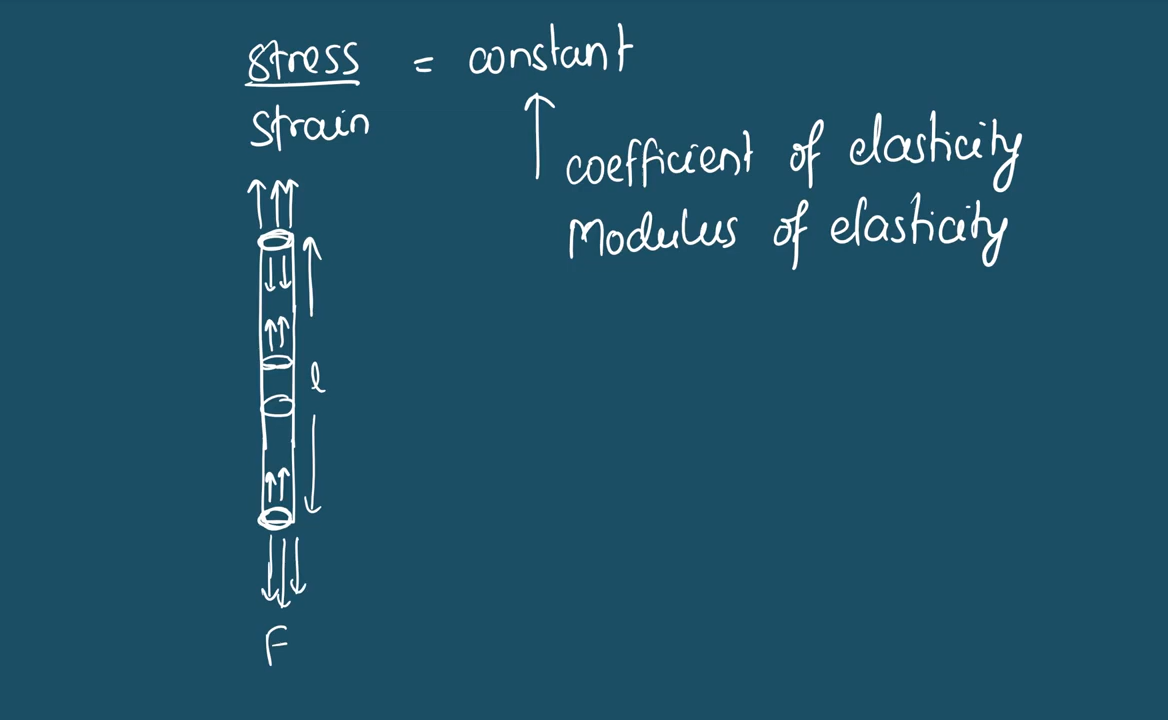 stress = constant
strain
coefficient of elasticity
Modulus of elasticity
l
F